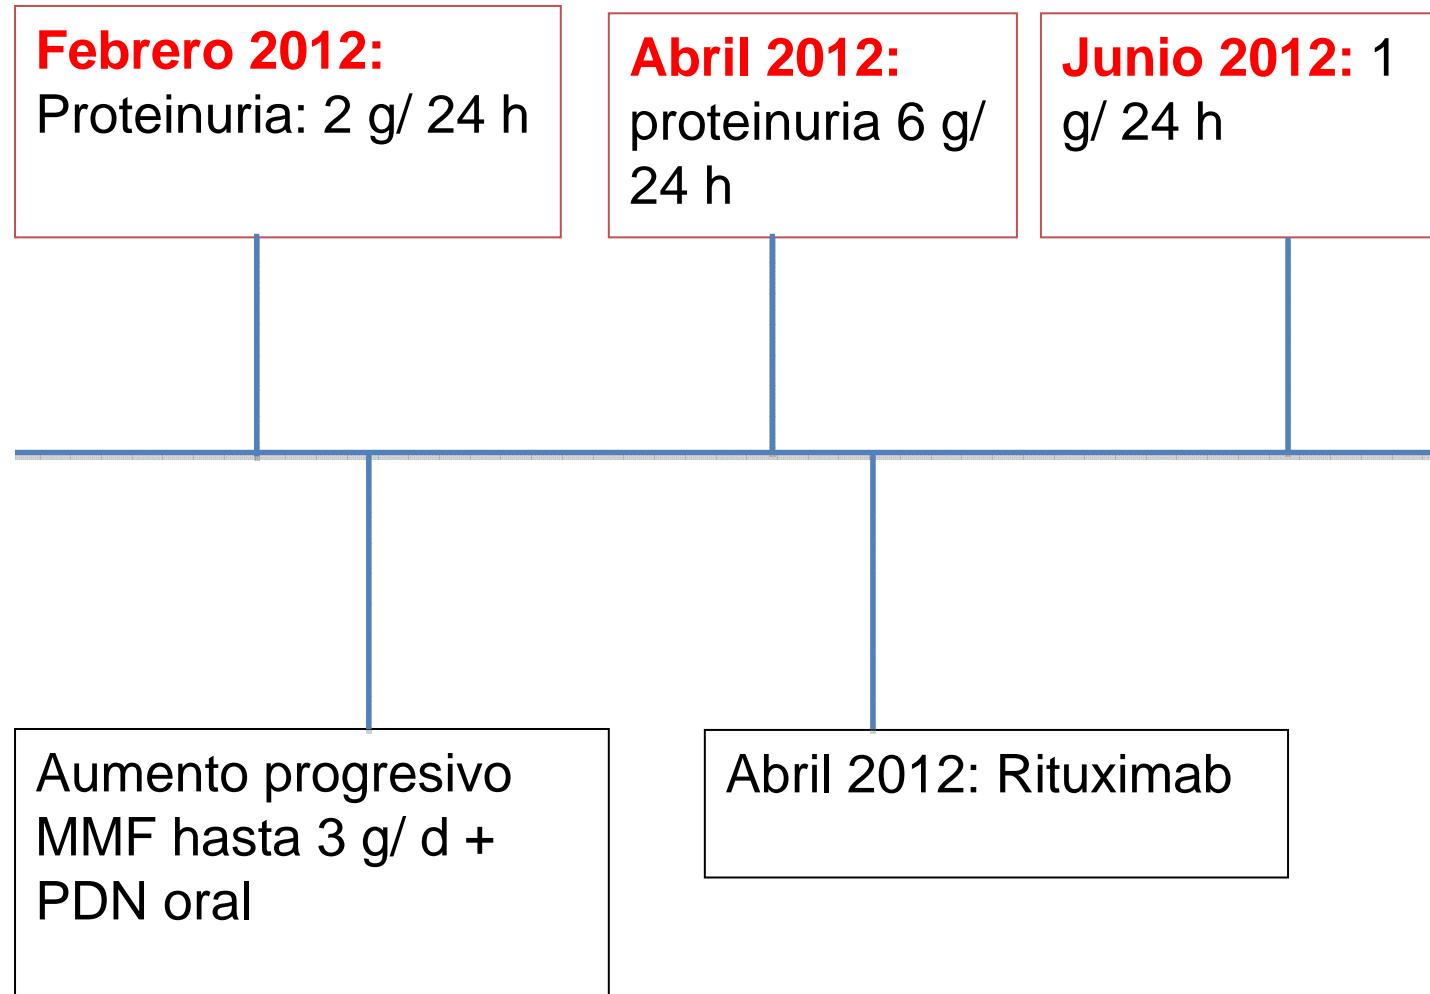 Febrero 2012:
Proteinuria: 2 g/ 24 h
Abril 2012:
proteinuria 6 g/
24 h
Junio 2012: 1
g/ 24 h
Aumento progresivo
MMF hasta 3 g/ d +
PDN oral
Abril 2012: Rituximab